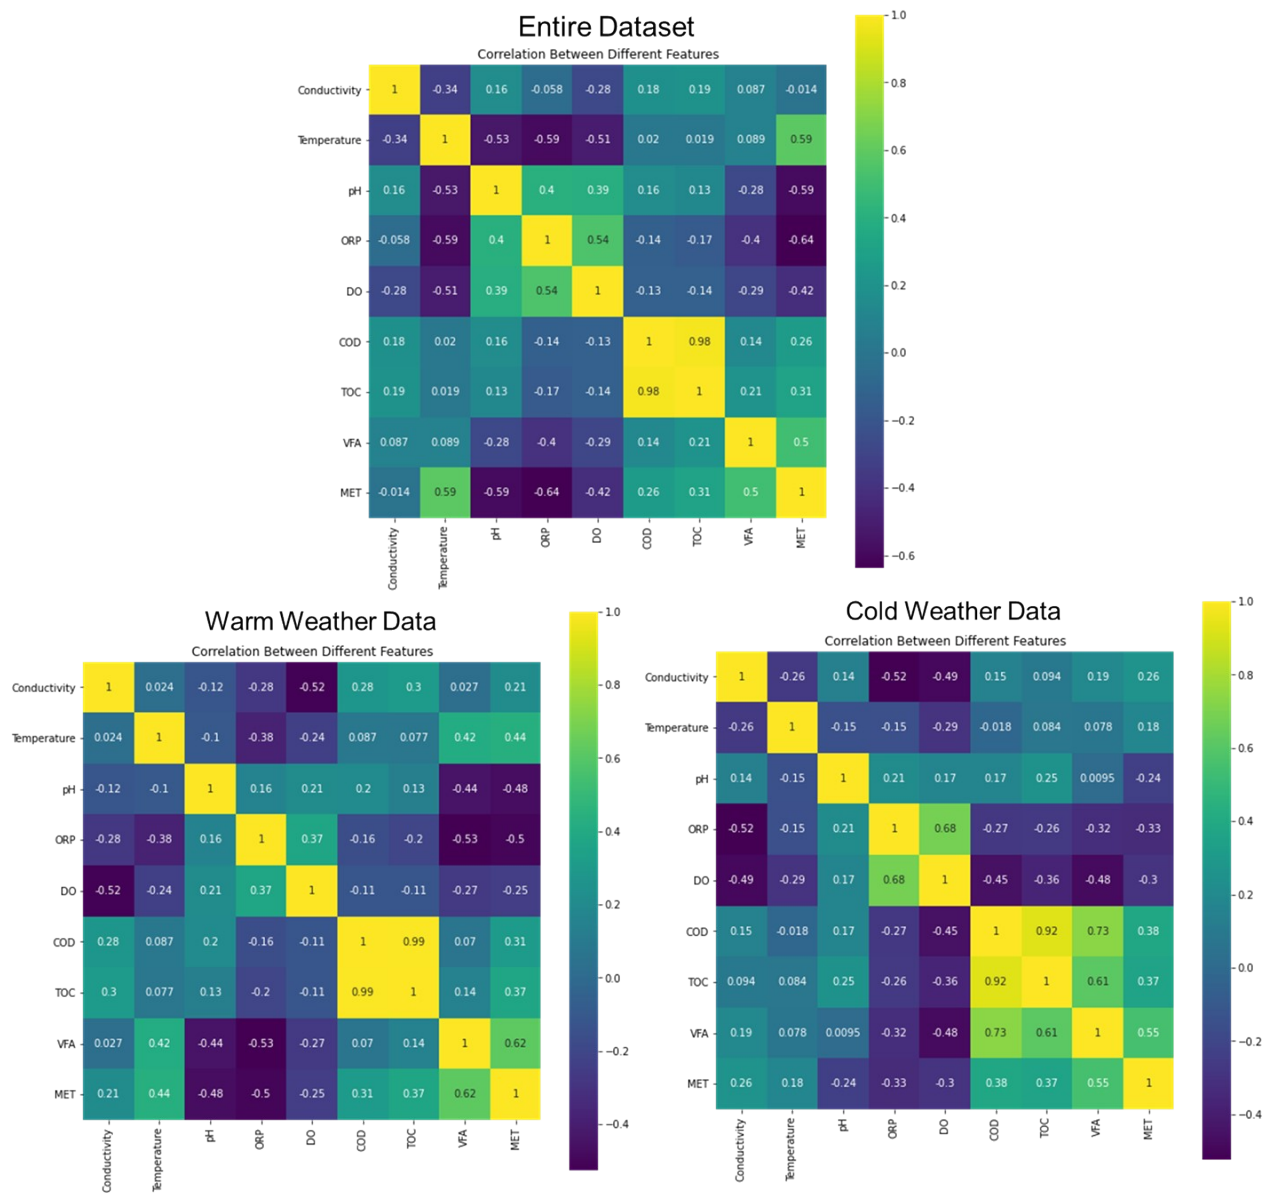 Entire Dataset
Correlation Between Different Features
Conductivity 1 -0.34 0.16 -0.058 -0.28 0.18 0.19 0.087 -0.014
Temperature -0.34 1 -0.53 -0.59 -0.51 0.02 0.019 0.089 0.59
pH 0.16 -0.53 1 0.4 0.39 0.16 0.13 -0.28 -0.59
ORP -0.058 -0.59 0.4 1 0.54 -0.14 -0.17 -0.4 -0.64
DO -0.28 -0.51 0.39 0.54 1 -0.13 -0.14 -0.29 -0.42
COD 0.18 0.02 0.16 -0.14 -0.13 1 0.98 0.14 0.26
TOC 0.19 0.019 0.13 -0.17 -0.14 0.98 1 0.21 0.31
VFA 0.087 0.089 -0.28 -0.4 -0.29 0.14 0.21 1 0.5
MET -0.014 0.59 -0.59 -0.64 -0.42 0.26 0.31 0.5 1
Conductivity Temperature pH ORP DO COD TOC VFA MET
1.0
0.8
0.6
0.4
0.2
0.0
−0.2
−0.4
−0.6
Warm Weather Data
Correlation Between Different Features
Conductivity 1 0.024 -0.12 -0.28 -0.52 0.28 0.3 0.027 0.21
Temperature 0.024 1 -0.1 -0.38 -0.24 0.087 0.077 0.42 0.44
pH -0.12 -0.1 1 0.16 0.21 0.2 0.13 -0.44 -0.48
ORP -0.28 -0.38 0.16 1 0.37 -0.16 -0.2 -0.53 -0.5
DO -0.52 -0.24 0.21 0.37 1 -0.11 -0.11 -0.27 -0.25
COD 0.28 0.087 0.2 -0.16 -0.11 1 0.99 0.07 0.31
TOC 0.3 0.077 0.13 -0.2 -0.11 0.99 1 0.14 0.37
VFA 0.027 0.42 -0.44 -0.53 -0.27 0.07 0.14 1 0.62
MET 0.21 0.44 -0.48 -0.5 -0.25 0.31 0.37 0.62 1
Conductivity Temperature pH ORP DO COD TOC VFA MET
1.0
0.8
0.6
0.4
0.2
0.0
−0.2
−0.4
Cold Weather Data
Correlation Between Different Features
Conductivity 1 -0.26 0.14 -0.52 -0.49 0.15 0.094 0.19 0.26
Temperature -0.26 1 -0.15 -0.15 -0.29 -0.018 0.084 0.078 0.18
pH 0.14 -0.15 1 0.21 0.17 0.17 0.25 0.0095 -0.24
ORP -0.52 -0.15 0.21 1 0.68 -0.27 -0.26 -0.32 -0.33
DO -0.49 -0.29 0.17 0.68 1 -0.45 -0.36 -0.48 -0.3
COD 0.15 -0.018 0.17 -0.27 -0.45 1 0.92 0.73 0.38
TOC 0.094 0.084 0.25 -0.26 -0.36 0.92 1 0.61 0.37
VFA 0.19 0.078 0.0095 -0.32 -0.48 0.73 0.61 1 0.55
MET 0.26 0.18 -0.24 -0.33 -0.3 0.38 0.37 0.55 1
Conductivity Temperature pH ORP DO COD TOC VFA MET
1.0
0.8
0.6
0.4
0.2
0.0
−0.2
−0.4